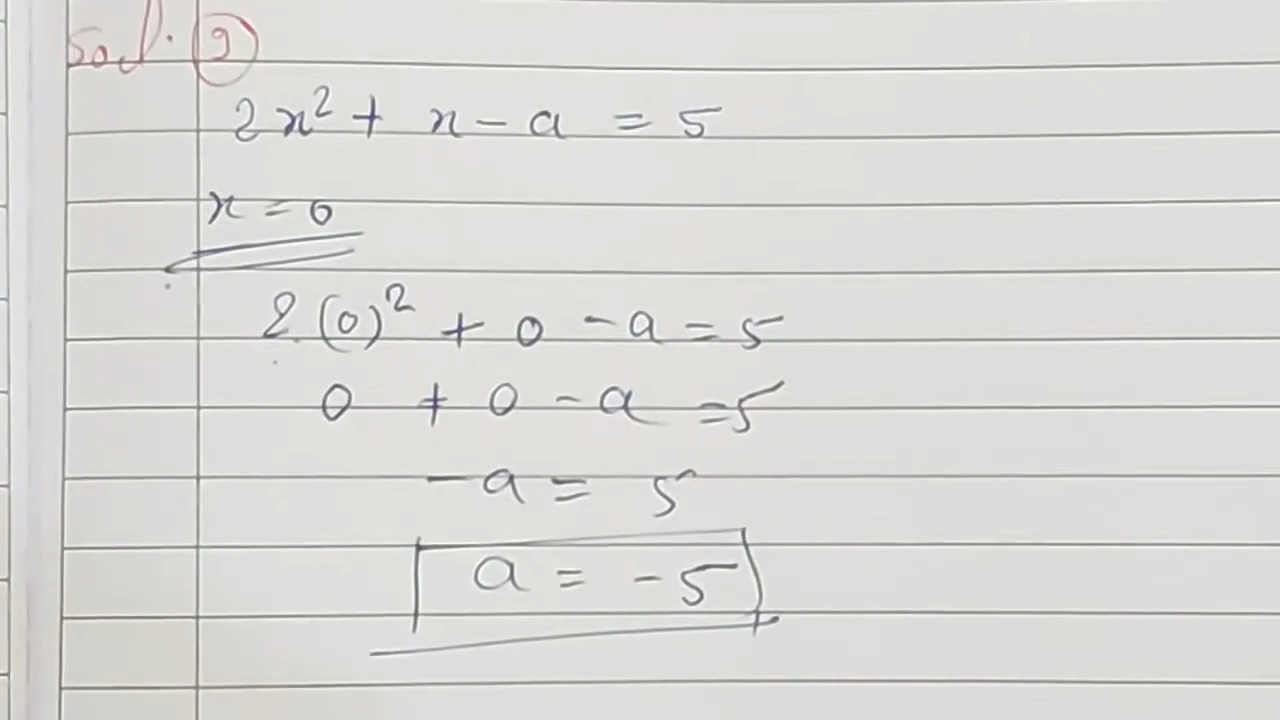 Sol. 9
2x² + x - a = 5
x = 0
2(0)² + 0 - a = 5
0 + 0 - a = 5
-a = 5
a = -5